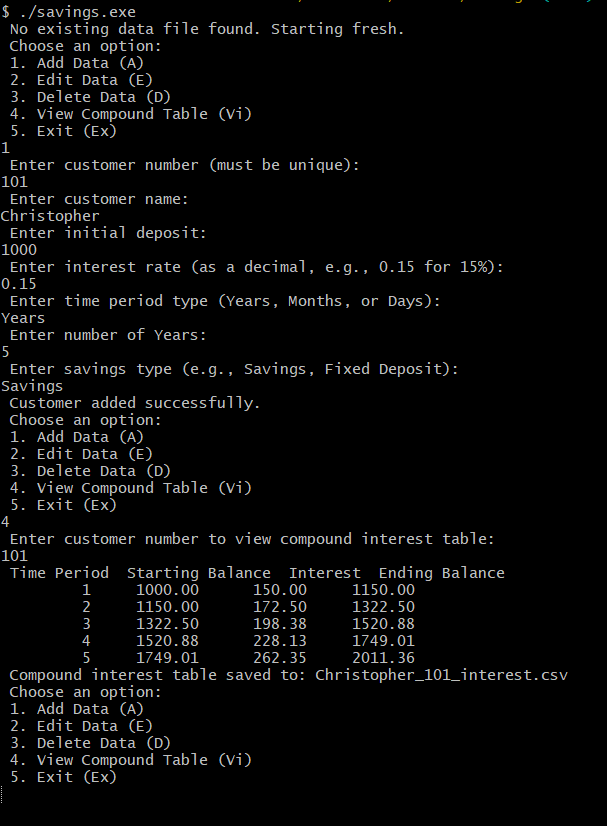 $ ./savings.exe
No existing data file found. Starting fresh.
Choose an option:
1. Add Data (A)
2. Edit Data (E)
3. Delete Data (D)
4. View Compound Table (Vi)
5. Exit (Ex)
1
Enter customer number (must be unique):
101
Enter customer name:
Christopher
Enter initial deposit:
1000
Enter interest rate (as a decimal, e.g., 0.15 for 15%):
0.15
Enter time period type (Years, Months, or Days):
Years
Enter number of Years:
5
Enter savings type (e.g., Savings, Fixed Deposit):
Savings
Customer added successfully.
Choose an option:
1. Add Data (A)
2. Edit Data (E)
3. Delete Data (D)
4. View Compound Table (Vi)
5. Exit (Ex)
4
Enter customer number to view compound interest table:
101
Time Period  Starting Balance  Interest  Ending Balance
1     1000.00      150.00     1150.00
2     1150.00      172.50     1322.50
3     1322.50      198.38     1520.88
4     1520.88      228.13     1749.01
5     1749.01      262.35     2011.36
Compound interest table saved to: Christopher_101_interest.csv
Choose an option:
1. Add Data (A)
2. Edit Data (E)
3. Delete Data (D)
4. View Compound Table (Vi)
5. Exit (Ex)